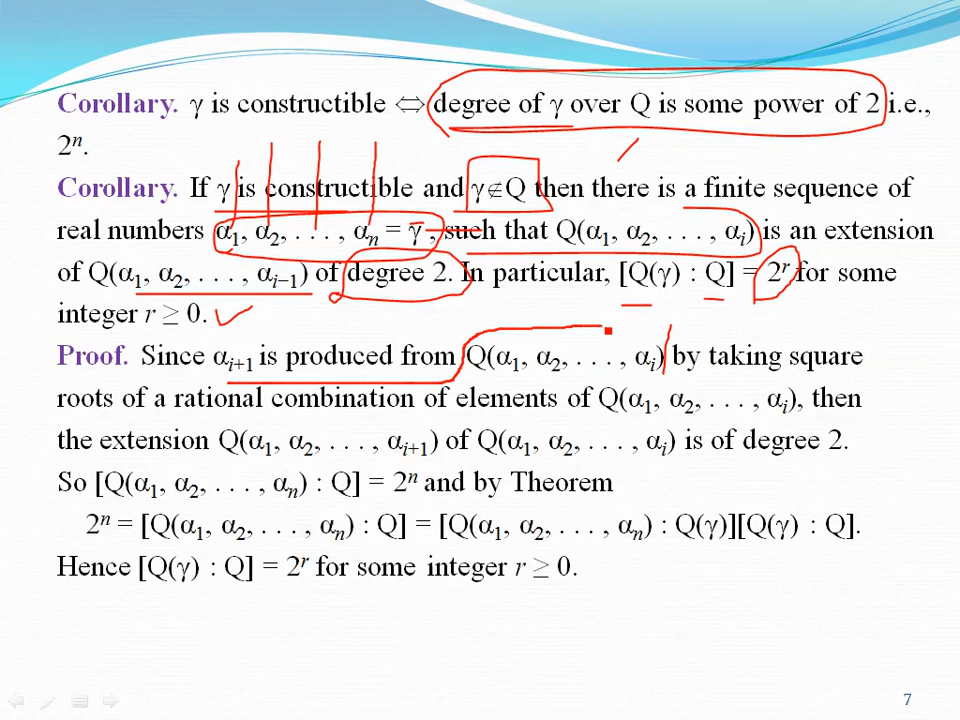 Corollary. γ is constructible ⇔ degree of γ over Q is some power of 2 i.e.,
2ⁿ.
Corollary. If γ is constructible and γ∉Q then there is a finite sequence of
real numbers α₁, α₂, . . . , αₙ = γ , such that Q(α₁, α₂, . . . , αᵢ) is an extension
of Q(α₁, α₂, . . . , αᵢ₋₁) of degree 2. In particular, [Q(γ) : Q] = 2ʳ for some
integer r ≥ 0.
Proof. Since αᵢ₊₁ is produced from Q(α₁, α₂, . . . , αᵢ) by taking square
roots of a rational combination of elements of Q(α₁, α₂, . . . , αᵢ), then
the extension Q(α₁, α₂, . . . , αᵢ₊₁) of Q(α₁, α₂, . . . , αᵢ) is of degree 2.
So [Q(α₁, α₂, . . . , αₙ) : Q] = 2ⁿ and by Theorem
2ⁿ = [Q(α₁, α₂, . . . , αₙ) : Q] = [Q(α₁, α₂, . . . , αₙ) : Q(γ)][Q(γ) : Q].
Hence [Q(γ) : Q] = 2ʳ for some integer r ≥ 0.
7